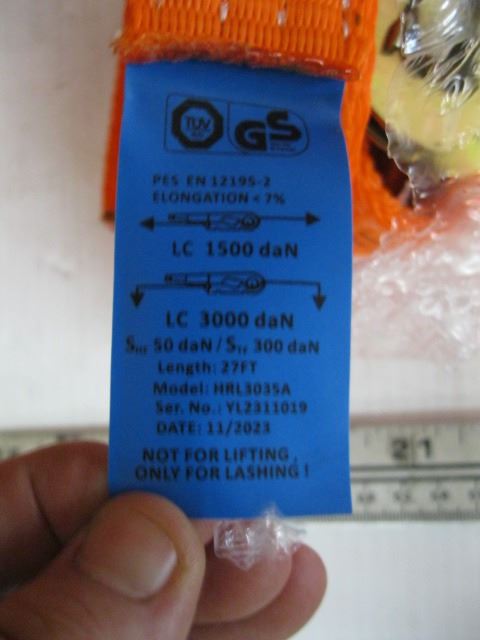 TÜV
GS
PES EN 12195-2
ELONGATION < 7%
LC 1500 daN
LC 3000 daN
SHF 50 daN / STF 300 daN
Length: 27FT
Model: HRL3035A
Ser. No.: YL2311019
DATE: 11/2023
NOT FOR LIFTING,
ONLY FOR LASHING!
21